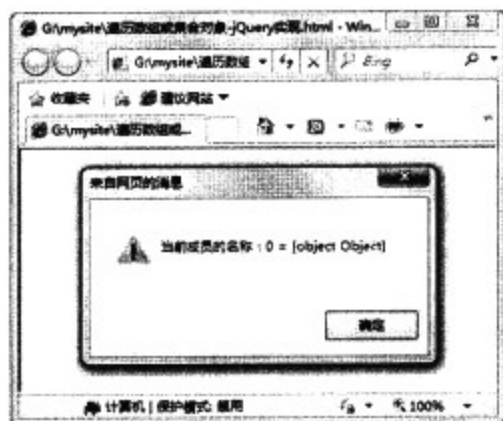 G:\mysite\遍历数组或集合对象-jQuery实现.html - Win...
G:\mysite\遍历数组
收藏夹 建议网站 ▼
G:\mysite\遍历数组或...
来自网页的消息
当前成员的名称：0 = [object Object]
确定
计算机 | 保护模式: 禁用 100%